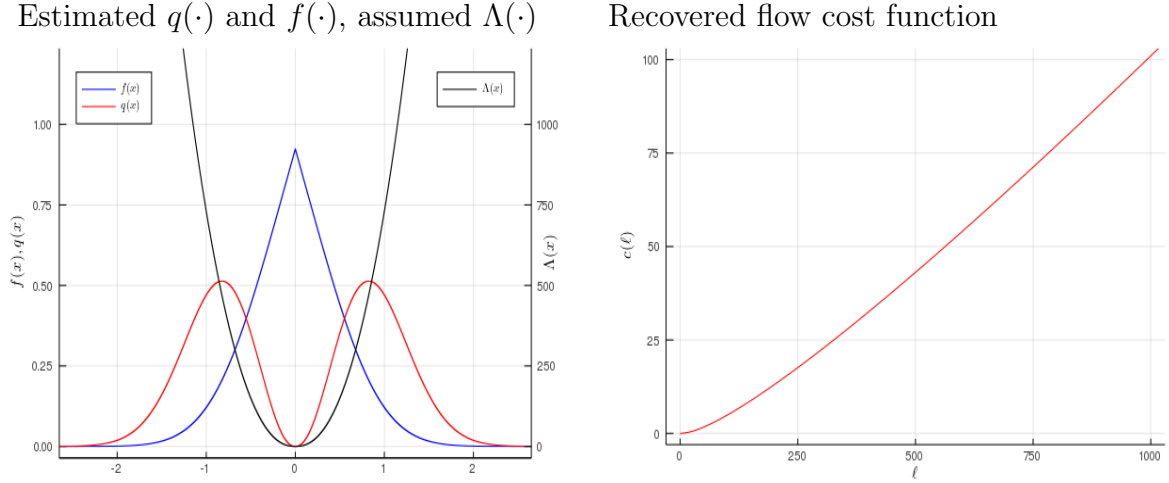 Estimated q(·) and f(·), assumed Λ(·)
f(x)
q(x)
Λ(x)
1.00
0.75
0.50
0.25
0.00
f(x), q(x)
1000
750
500
250
0
Λ(x)
-2
-1
0
1
2
Recovered flow cost function
100
75
50
25
0
c(ℓ)
0
250
500
750
1000
ℓ